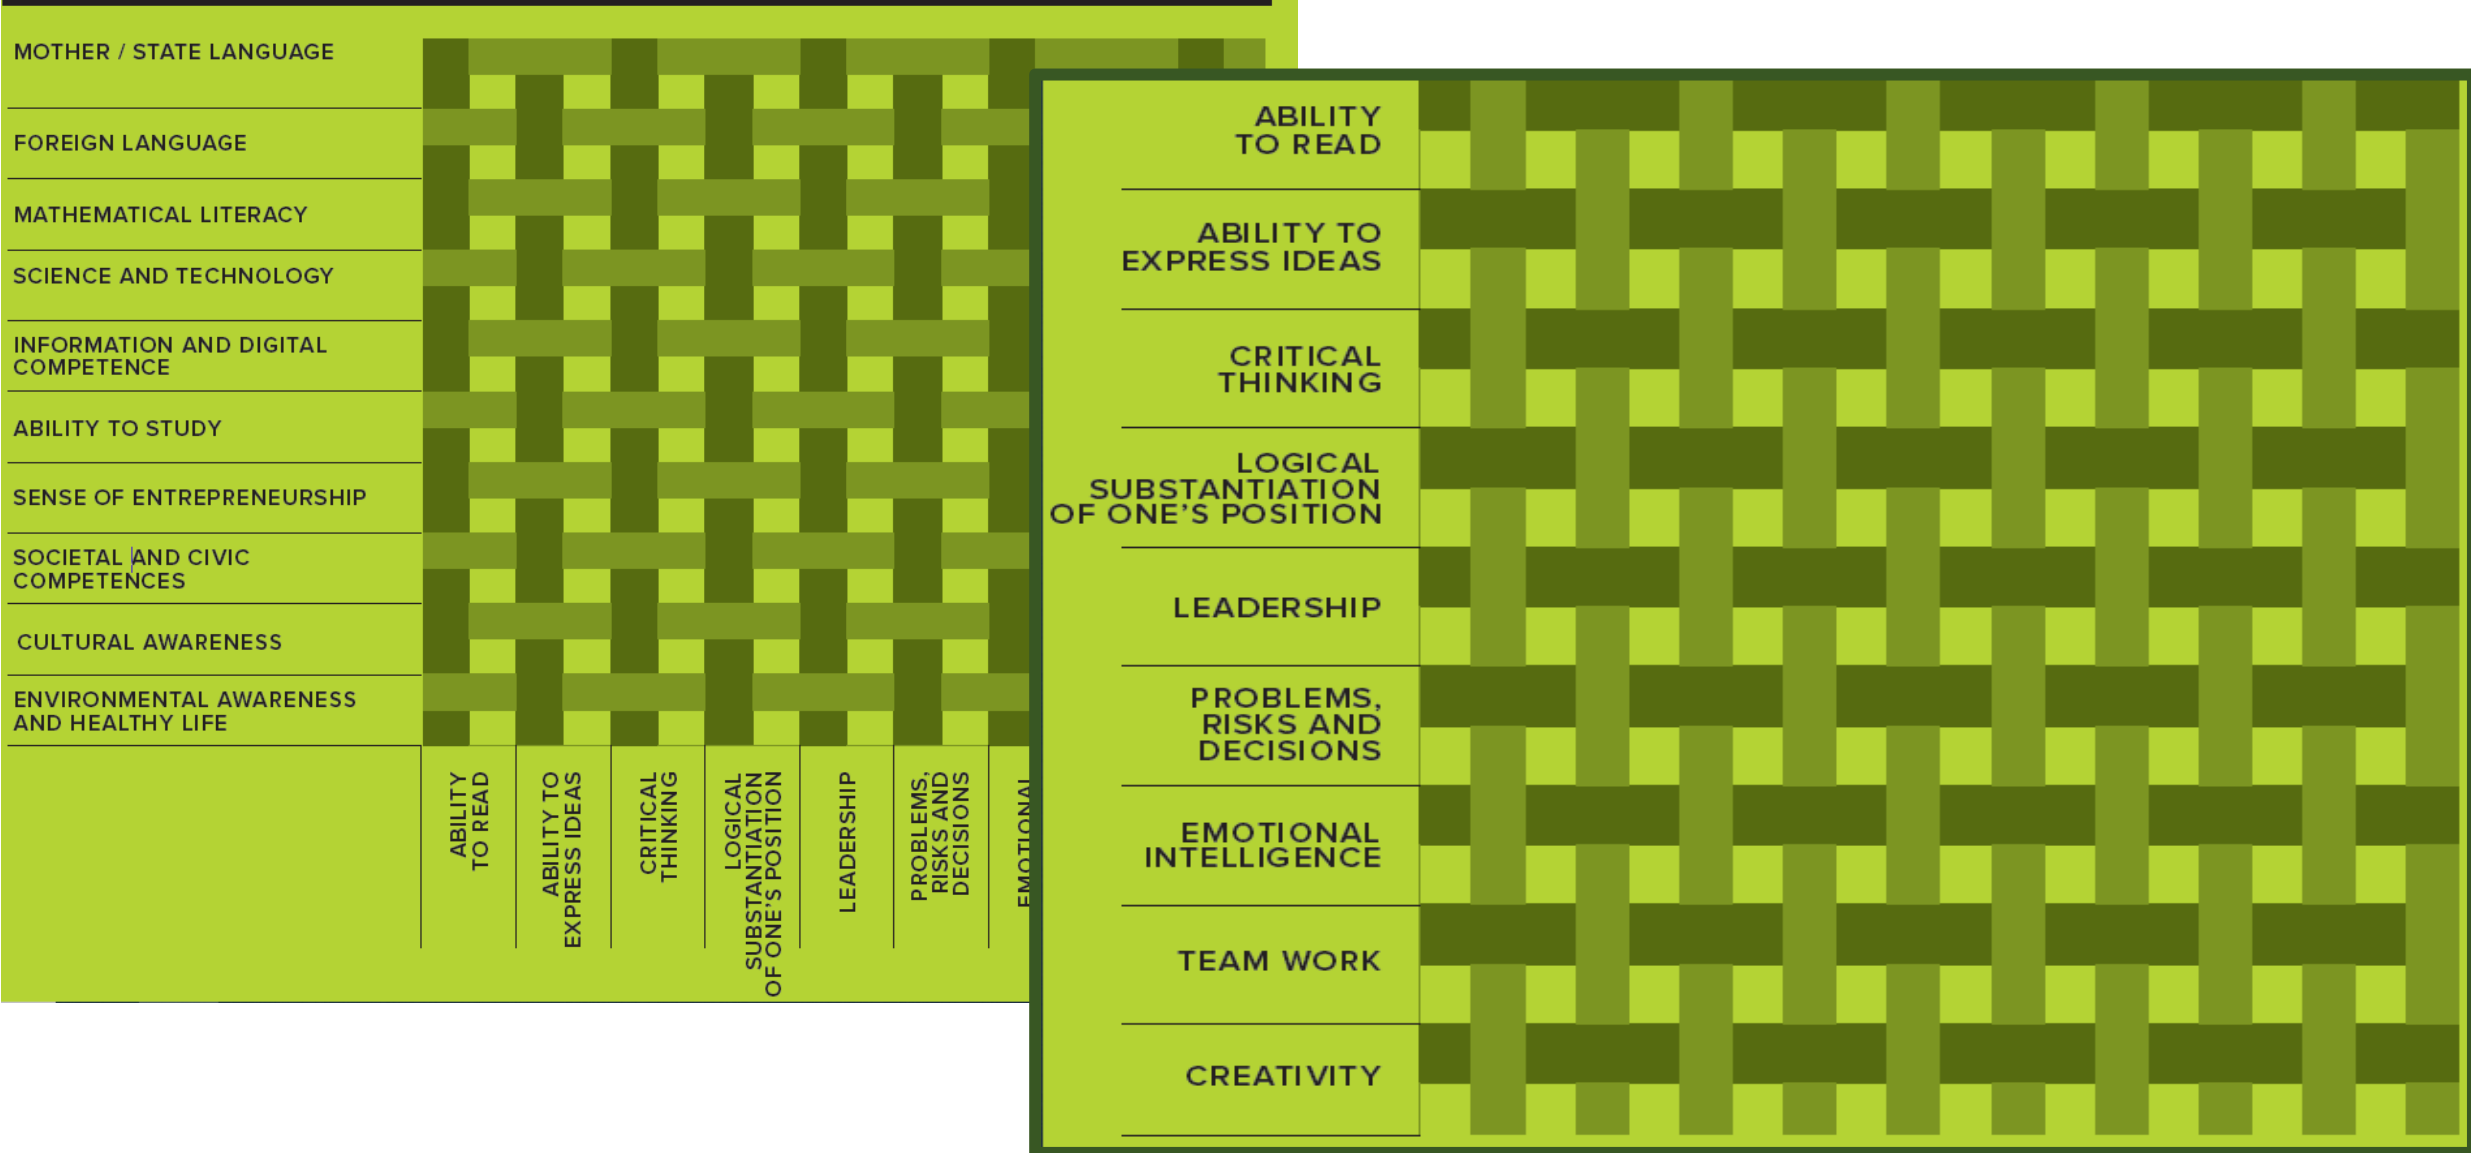 MOTHER / STATE LANGUAGE
FOREIGN LANGUAGE
MATHEMATICAL LITERACY
SCIENCE AND TECHNOLOGY
INFORMATION AND DIGITAL
COMPETENCE
ABILITY TO STUDY
SENSE OF ENTREPRENEURSHIP
SOCIETAL AND CIVIC
COMPETENCES
CULTURAL AWARENESS
ENVIRONMENTAL AWARENESS
AND HEALTHY LIFE
ABILITY
TO READ
ABILITY TO
EXPRESS IDEAS
CRITICAL
THINKING
LOGICAL
SUBSTANTIATION
OF ONE'S POSITION
LEADERSHIP
PROBLEMS,
RISKS AND
DECISIONS
EMOTIONAL
ABILITY
TO READ
ABILITY TO
EXPRESS IDEAS
CRITICAL
THINKING
LOGICAL
SUBSTANTIATION
OF ONE'S POSITION
LEADERSHIP
PROBLEMS,
RISKS AND
DECISIONS
EMOTIONAL
INTELLIGENCE
TEAM WORK
CREATIVITY